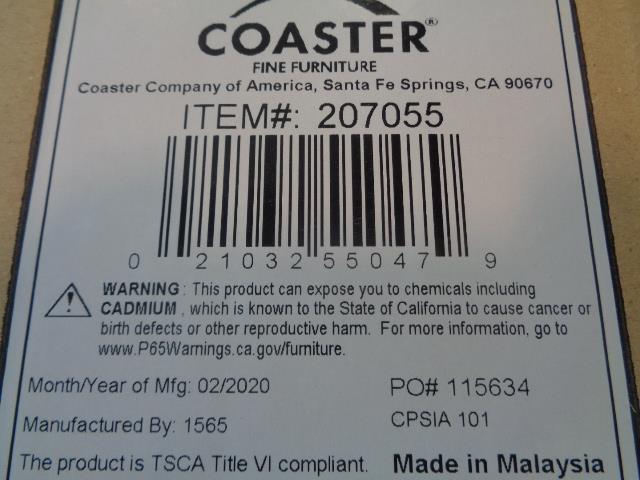 COASTER®
FINE FURNITURE
Coaster Company of America, Santa Fe Springs, CA 90670
ITEM#: 207055
0 21032 55047 9
WARNING : This product can expose you to chemicals including
CADMIUM , which is known to the State of California to cause cancer or
birth defects or other reproductive harm. For more information, go to
www.P65Warnings.ca.gov/furniture.
Month/Year of Mfg: 02/2020
PO# 115634
Manufactured By: 1565
CPSIA 101
The product is TSCA Title VI compliant.
Made in Malaysia